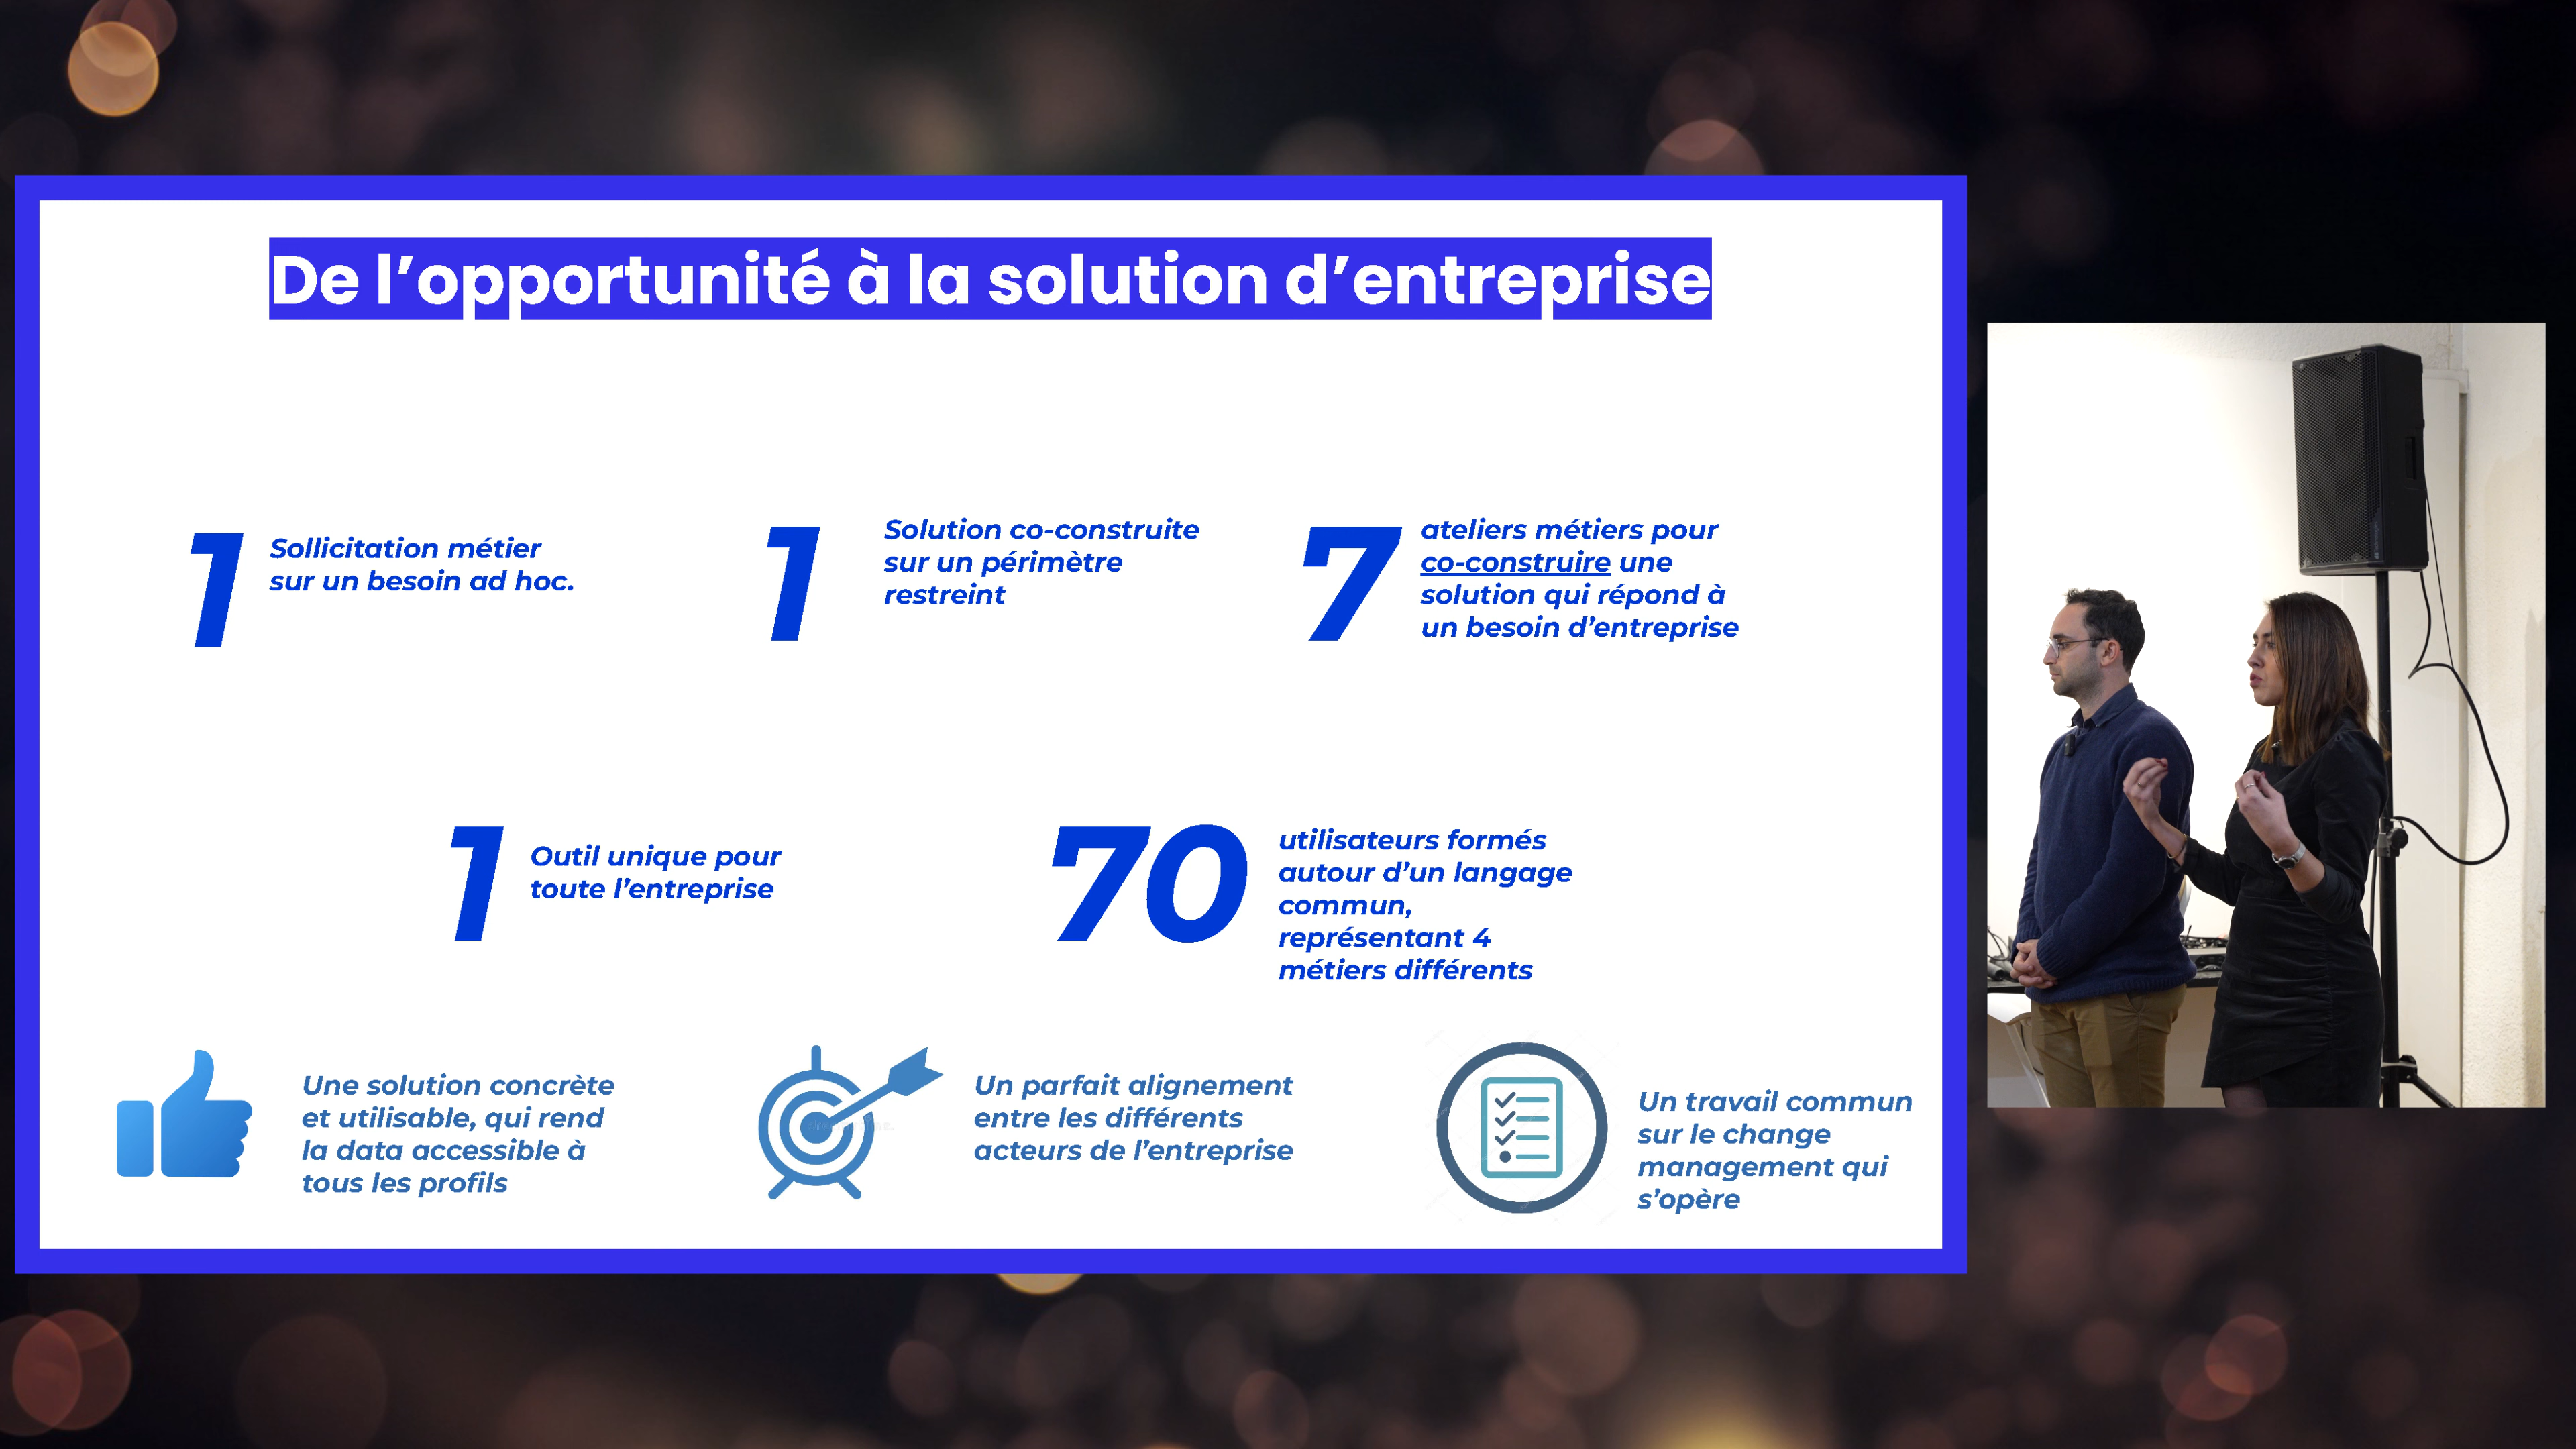 De l’opportunité à la solution d’entreprise
1
Sollicitation métier
sur un besoin ad hoc.
1
Solution co-construite
sur un périmètre
restreint
7
ateliers métiers pour
co-construire une
solution qui répond à
un besoin d’entreprise
1
Outil unique pour
toute l’entreprise
70
utilisateurs formés
autour d’un langage
commun,
représentant 4
métiers différents
Une solution concrète
et utilisable, qui rend
la data accessible à
tous les profils
Un parfait alignement
entre les différents
acteurs de l’entreprise
Un travail commun
sur le change
management qui
s’opère